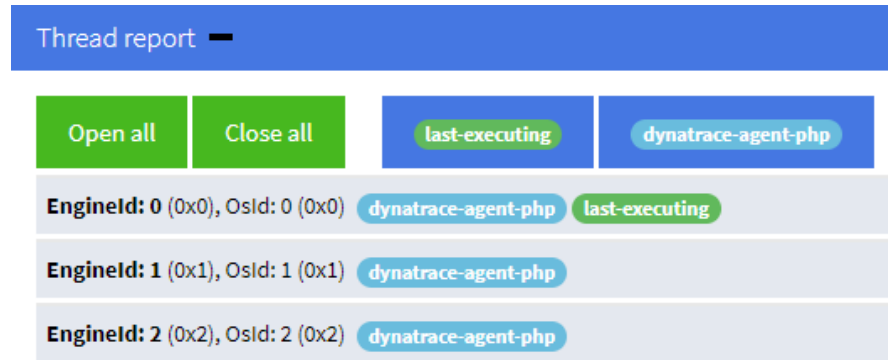 Thread report
Open all Close all last-executing dynatrace-agent-php
EngineId: 0 (0x0), OsId: 0 (0x0) dynatrace-agent-php last-executing
EngineId: 1 (0x1), OsId: 1 (0x1) dynatrace-agent-php
EngineId: 2 (0x2), OsId: 2 (0x2) dynatrace-agent-php